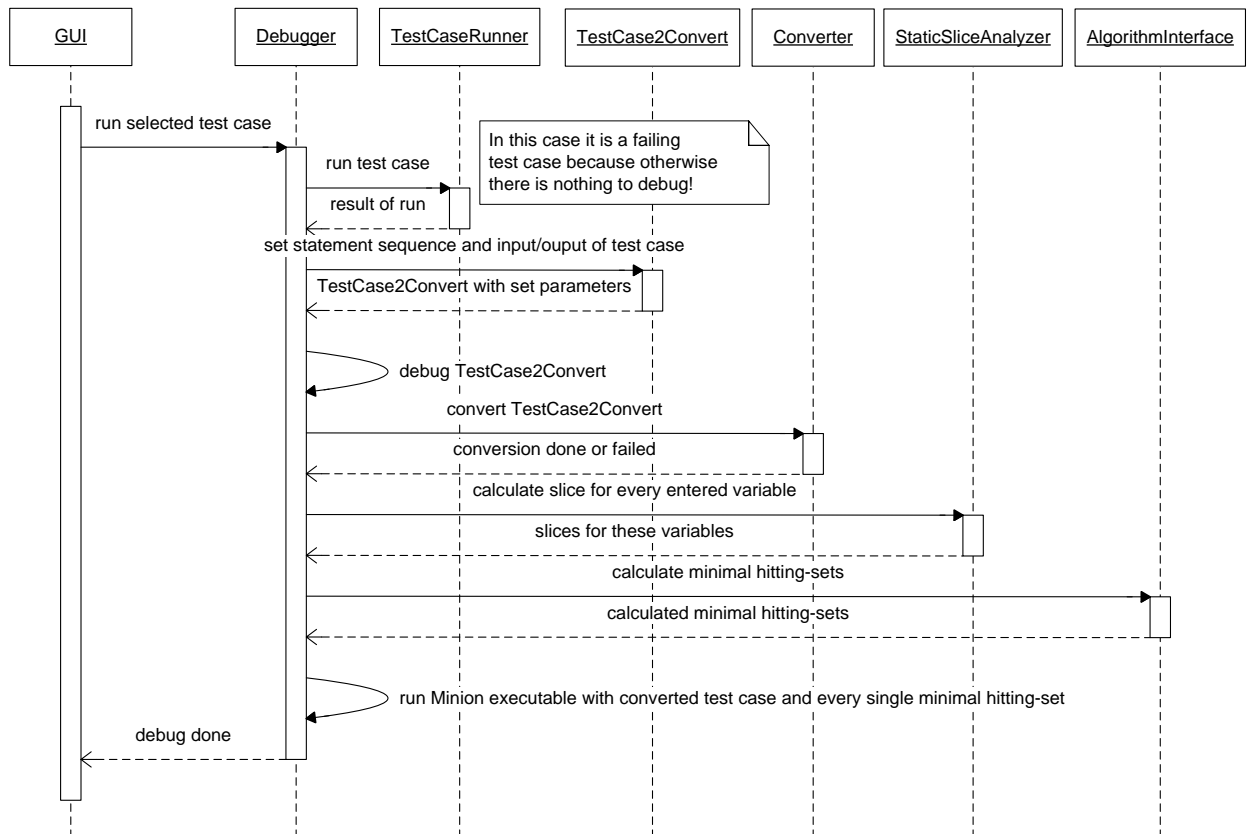 GUI
Debugger
TestCaseRunner
TestCase2Convert
Converter
StaticSliceAnalyzer
AlgorithmInterface
run selected test case
In this case it is a failing
test case because otherwise
there is nothing to debug!
run test case
result of run
set statement sequence and input/ouput of test case
TestCase2Convert with set parameters
debug TestCase2Convert
convert TestCase2Convert
conversion done or failed
calculate slice for every entered variable
slices for these variables
calculate minimal hitting-sets
calculated minimal hitting-sets
run Minion executable with converted test case and every single minimal hitting-set
debug done